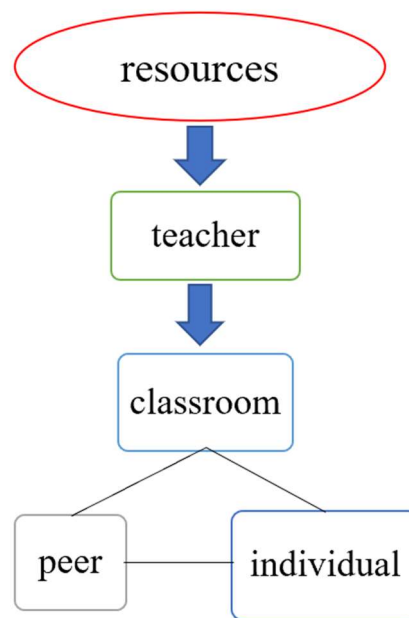 resources
teacher
classroom
peer
individual